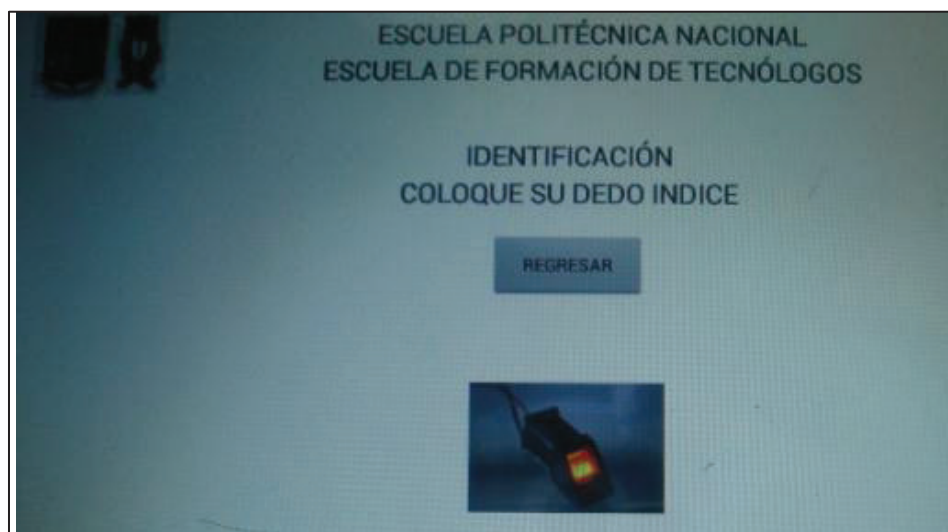 ESCUELA POLITÉCNICA NACIONAL
ESCUELA DE FORMACIÓN DE TECNÓLOGOS
IDENTIFICACIÓN
COLOQUE SU DEDO INDICE
REGRESAR